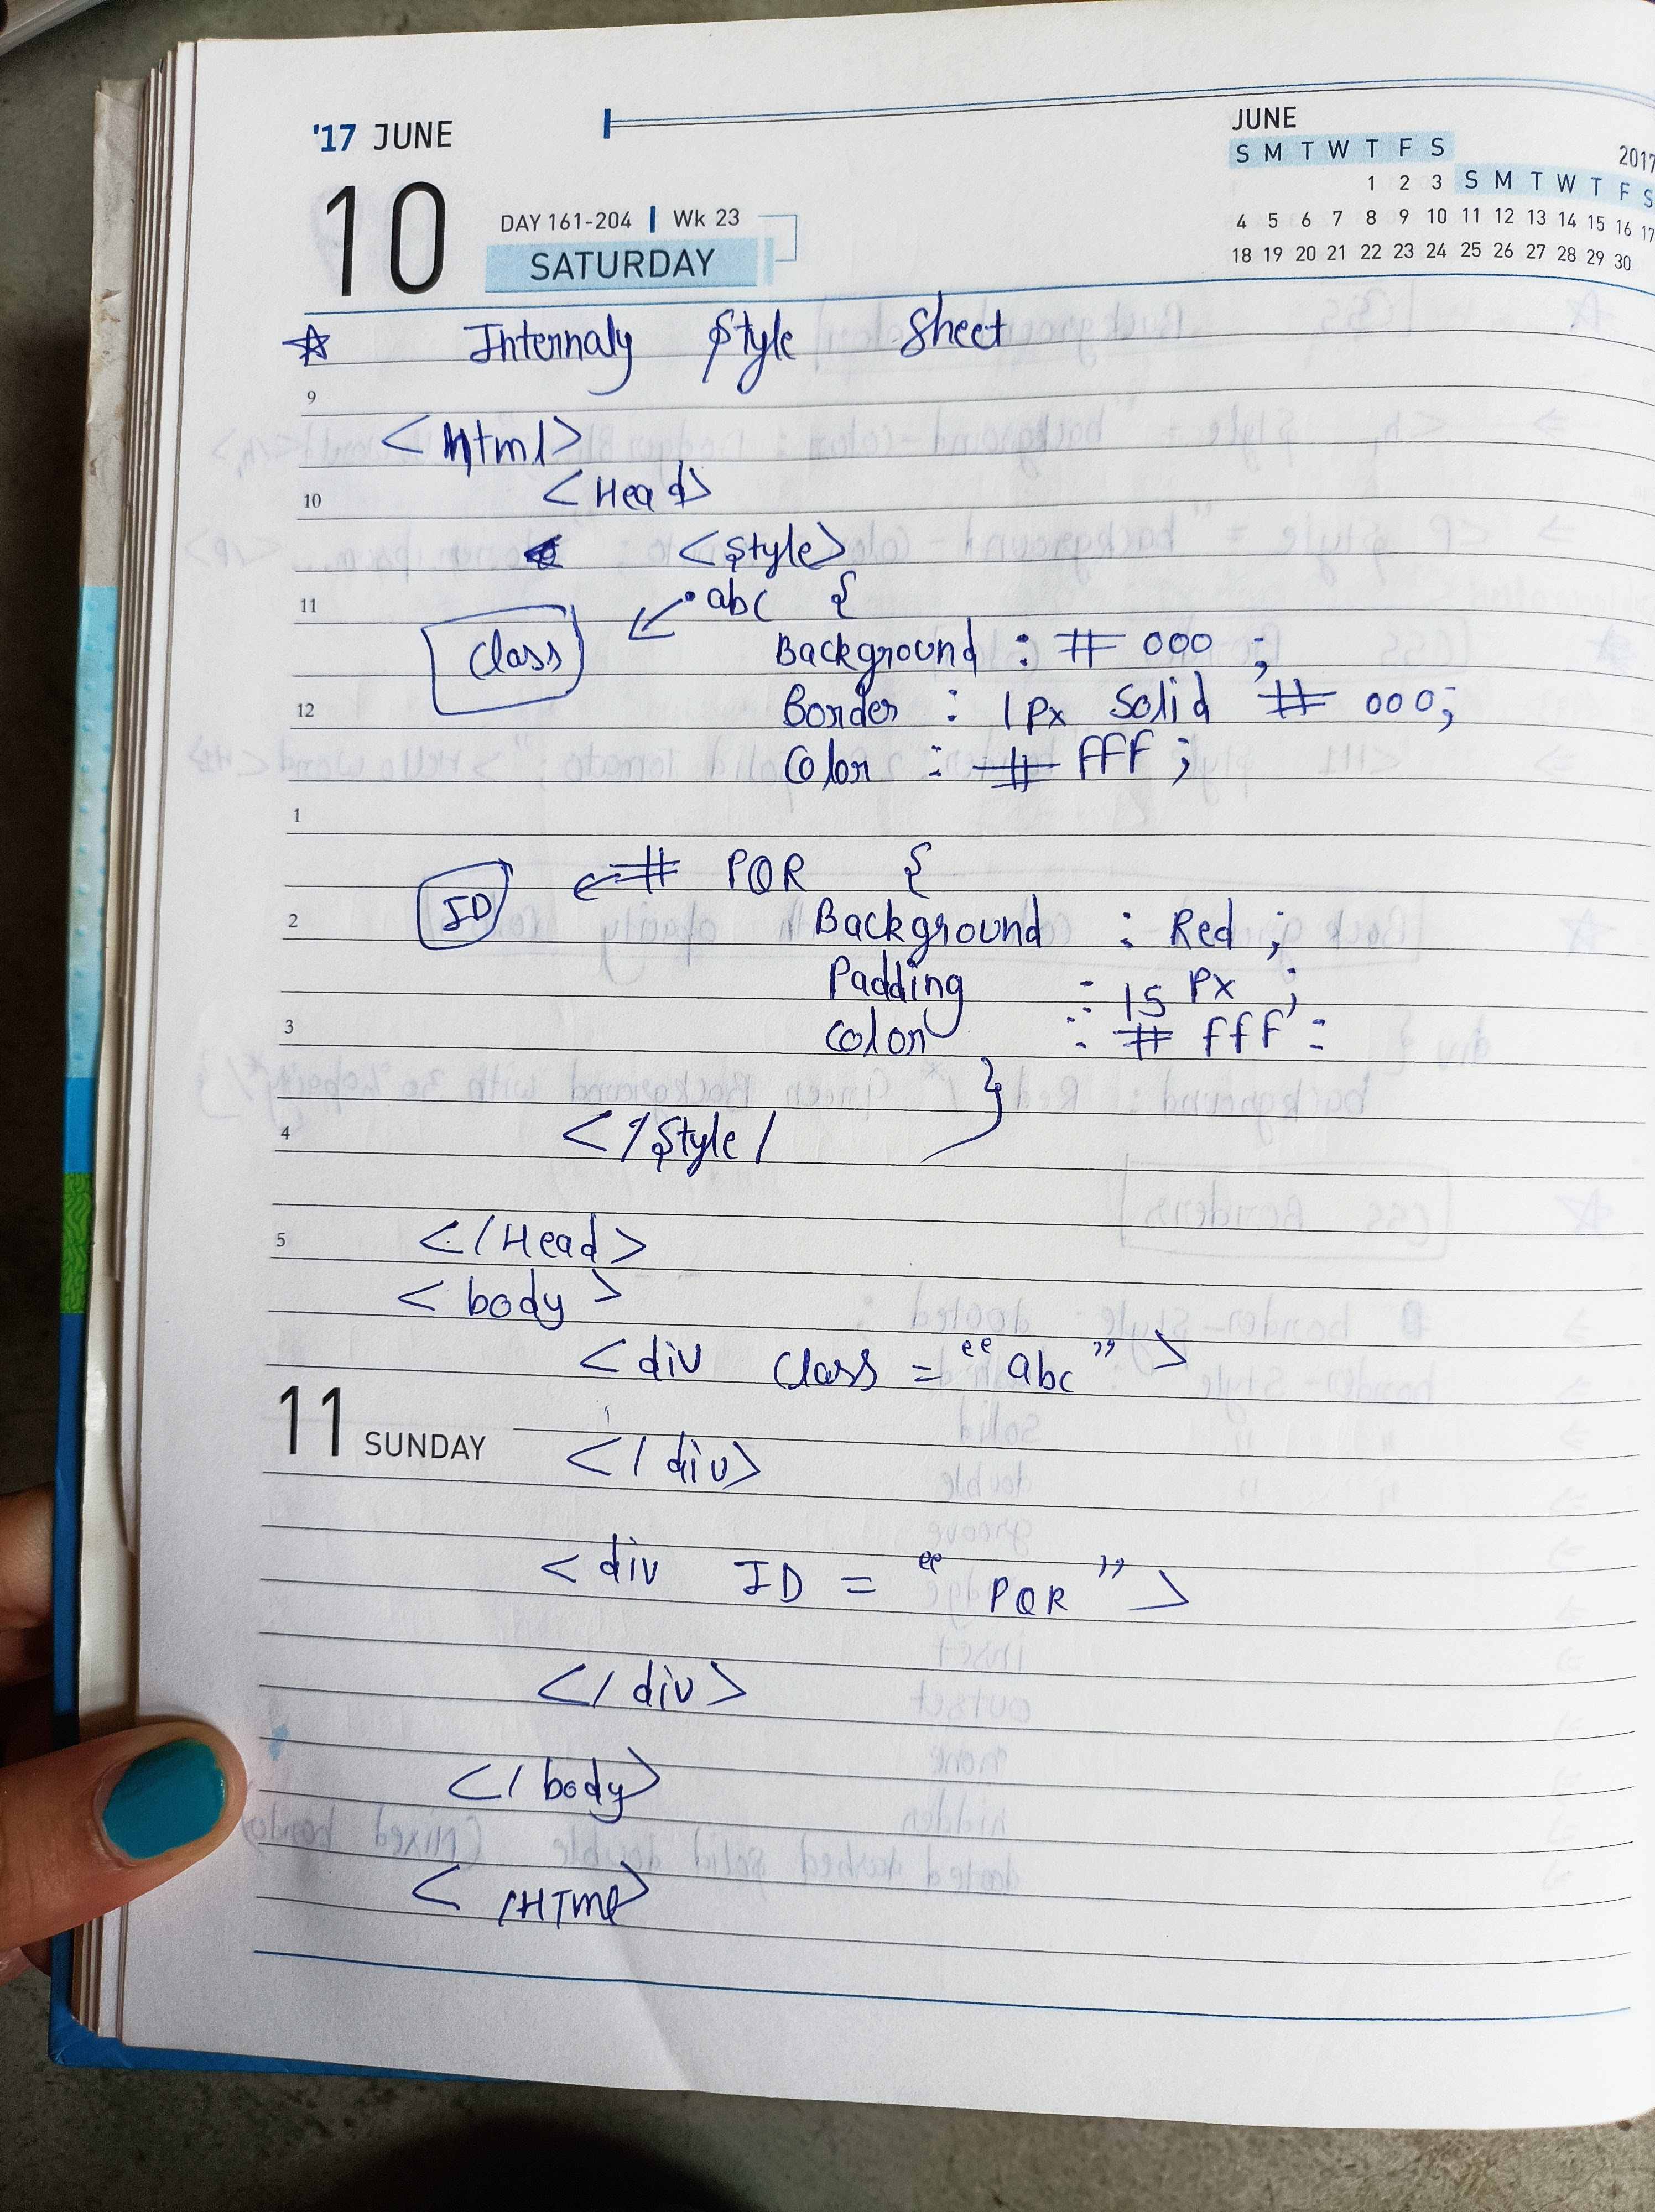 '17 JUNE
10
DAY 161-204 | Wk 23
SATURDAY
JUNE
2017
S M T W T F S S M T W T F S
1 2 3
4 5 6 7 8 9 10 11 12 13 14 15 16 17
18 19 20 21 22 23 24 25 26 27 28 29 30
☆ Internaly Style Sheet
9
<html>
10 <Head>
<style>
11 .abc {
Class
Background : # 000 ;
12 Border : 1px Solid # 000;
Color : # fff ;
1
# PQR {
2 ID
Background : Red ;
Padding : 15 px ;
3 color : # fff :
}
4 </style/
5 </Head>
<body>
<div class = "abc" >
11 SUNDAY
</div>
<div ID = " PQR ">
</div>
</body>
</HTml>